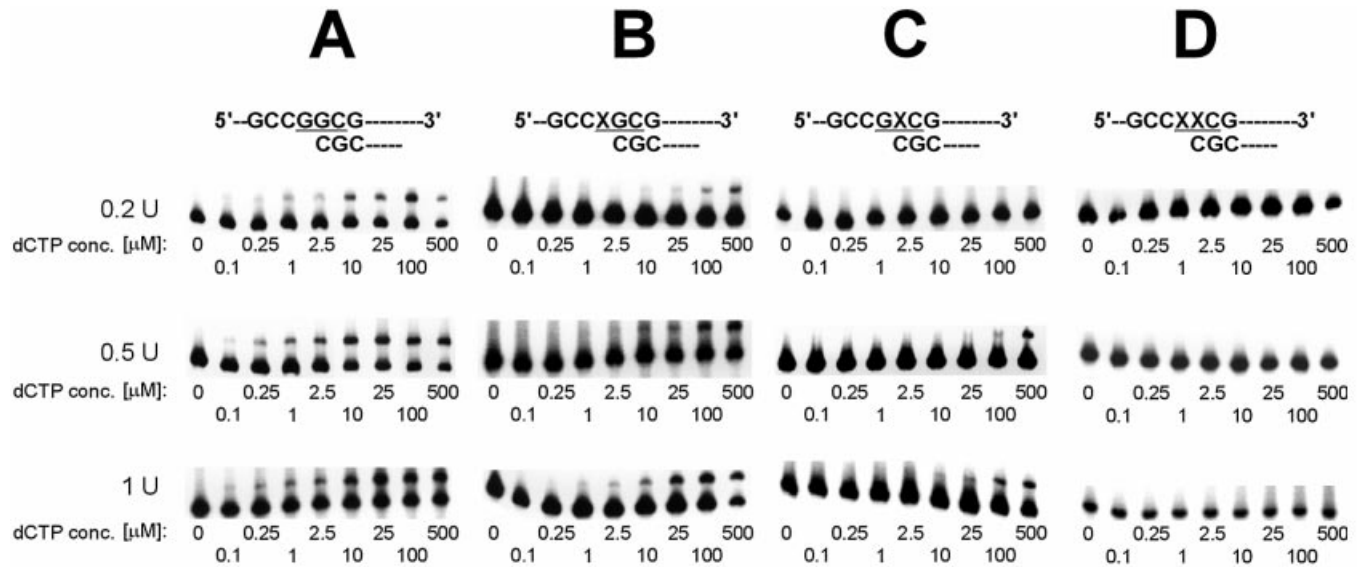 A B C D
5'--GCCGGCG--------3' 5'--GCCXGCG--------3' 5'--GCCGXCG--------3' 5'--GCCXXCG--------3'
CGC----- CGC----- CGC----- CGC-----
0.2 U
dCTP conc. [µM]: 0 0.25 2.5 25 500 0 0.25 2.5 25 500 0 0.25 2.5 25 500 0 0.25 2.5 25 500
0.1 1 10 100 0.1 1 10 100 0.1 1 10 100 0.1 1 10 100
0.5 U
dCTP conc. [µM]: 0 0.25 2.5 25 500 0 0.25 2.5 25 500 0 0.25 2.5 25 500 0 0.25 2.5 25 500
0.1 1 10 100 0.1 1 10 100 0.1 1 10 100 0.1 1 10 100
1 U
dCTP conc. [µM]: 0 0.25 2.5 25 500 0 0.25 2.5 25 500 0 0.25 2.5 25 500 0 0.25 2.5 25 500
0.1 1 10 100 0.1 1 10 100 0.1 1 10 100 0.1 1 10 100